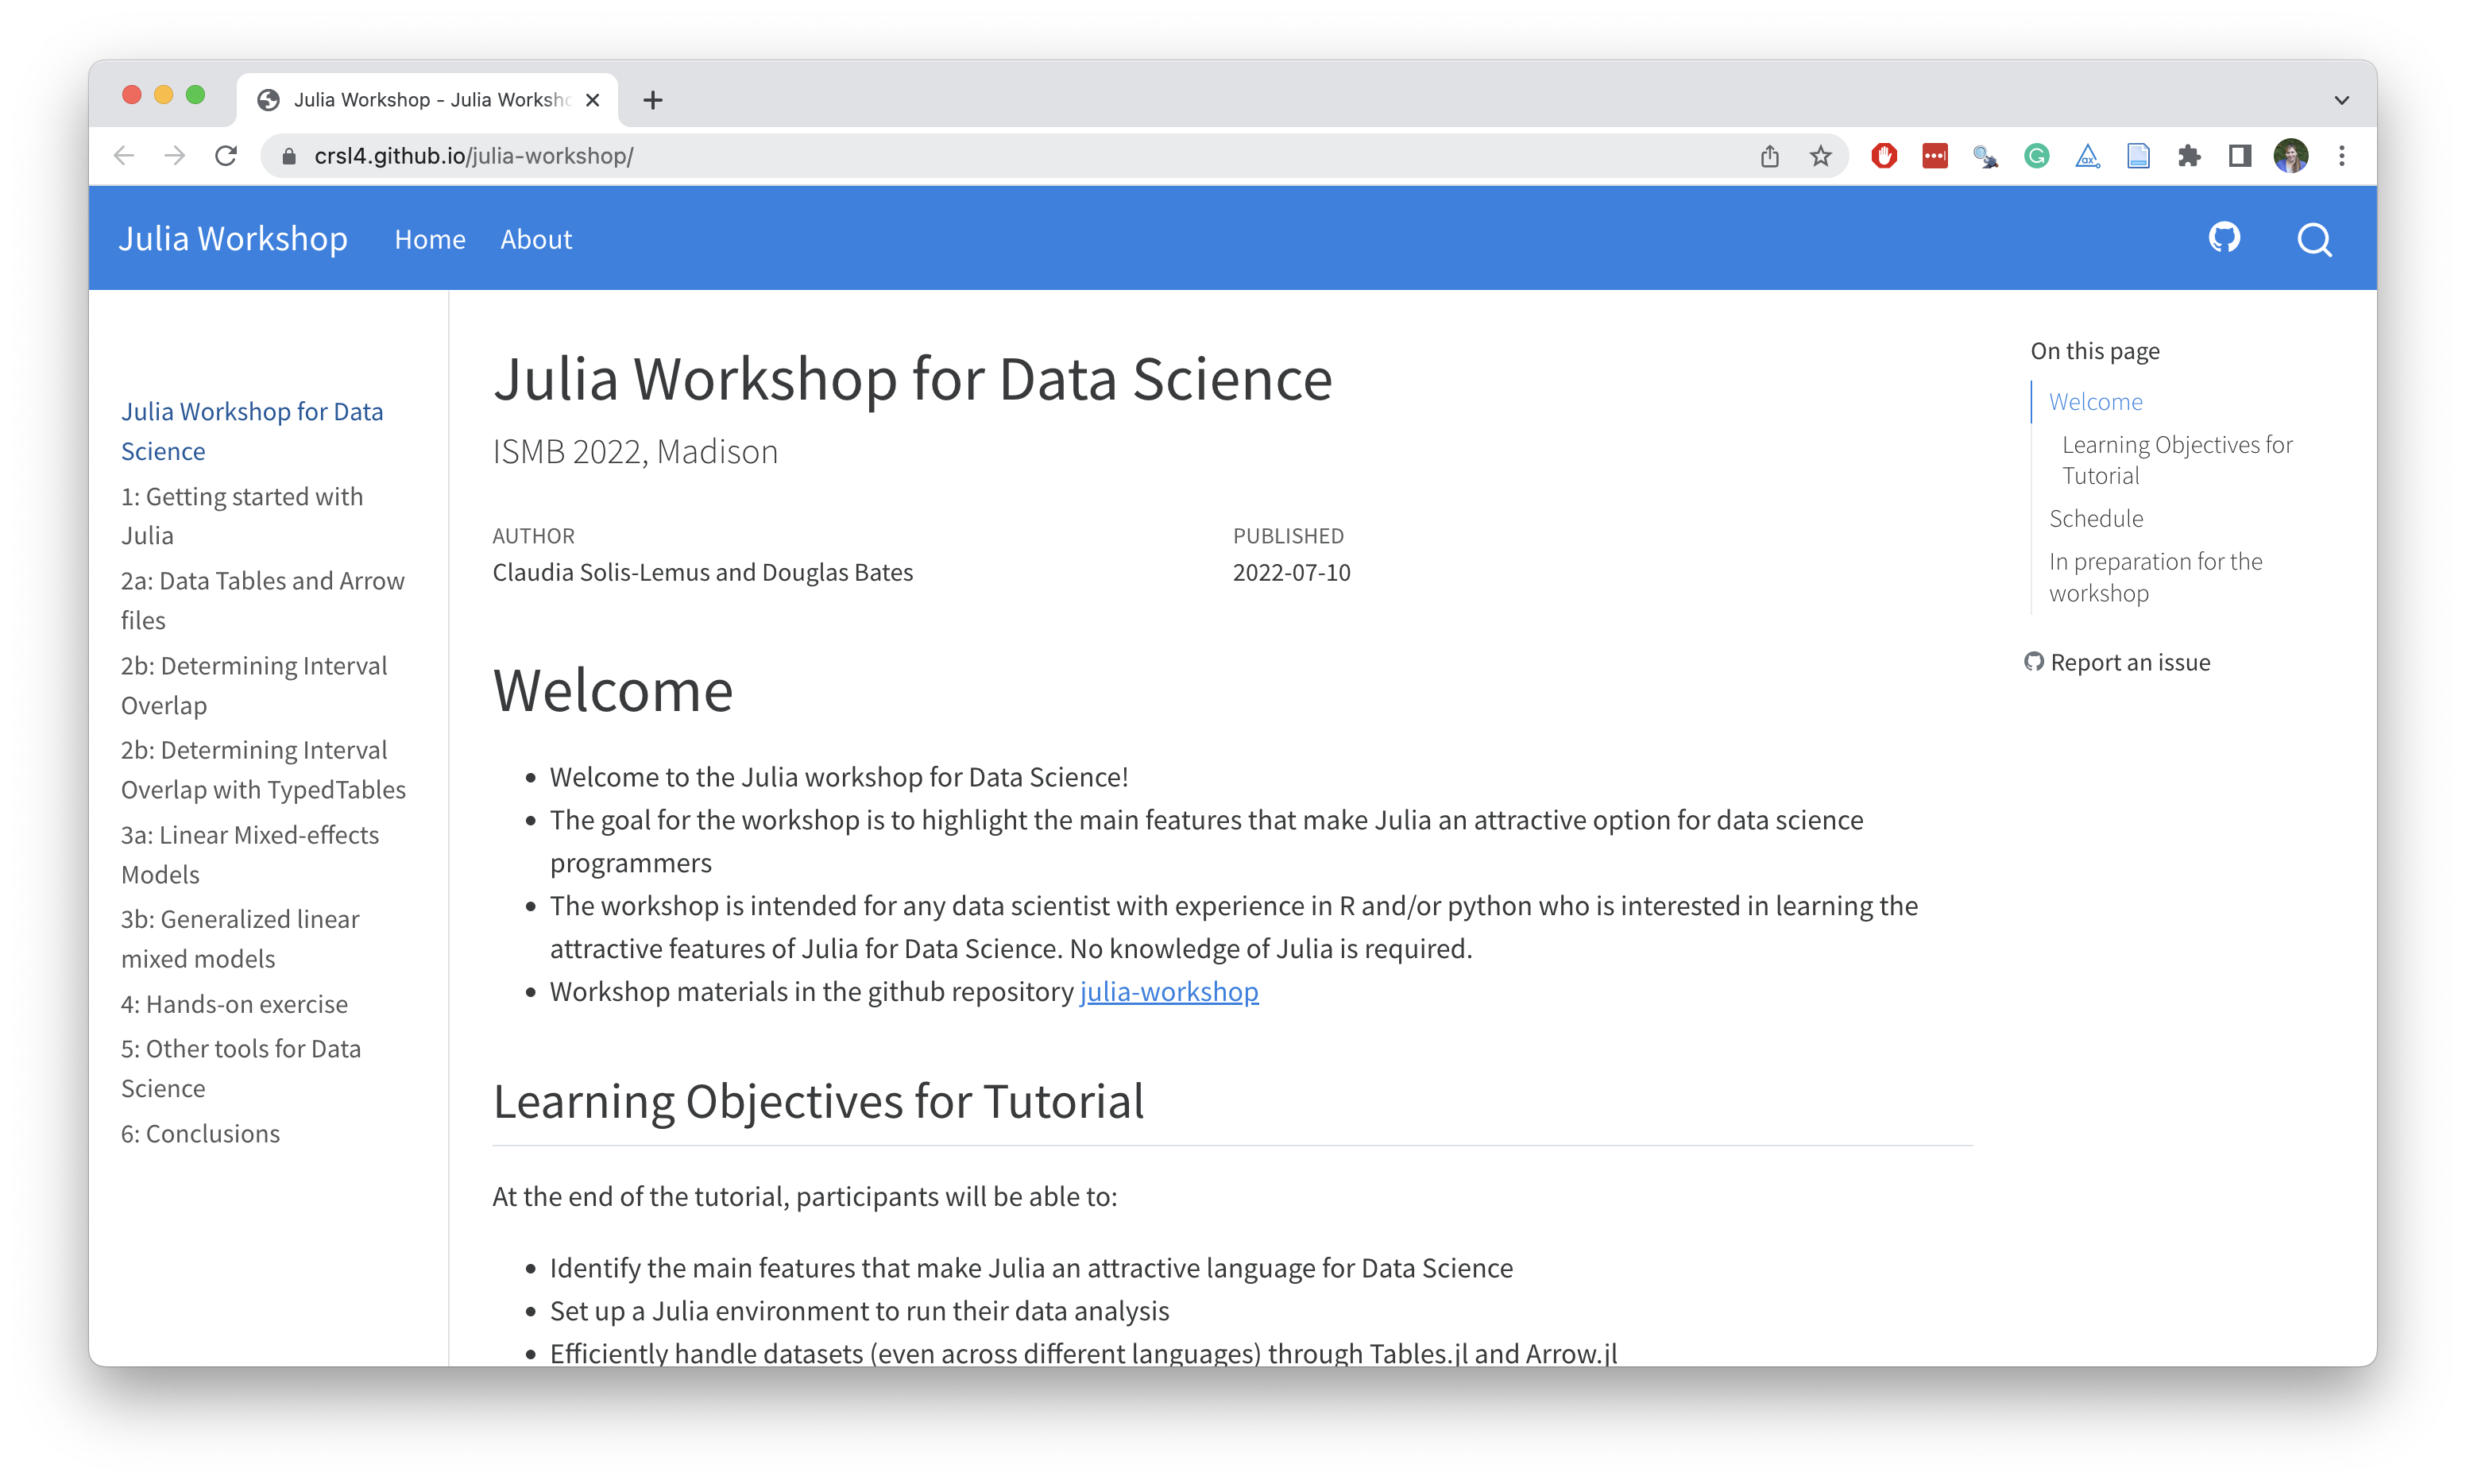 Julia Workshop - Julia Worksho
crsl4.github.io/julia-workshop/
Julia Workshop Home About
Julia Workshop for Data
Science
1: Getting started with
Julia
2a: Data Tables and Arrow
files
2b: Determining Interval
Overlap
2b: Determining Interval
Overlap with TypedTables
3a: Linear Mixed-effects
Models
3b: Generalized linear
mixed models
4: Hands-on exercise
5: Other tools for Data
Science
6: Conclusions
Julia Workshop for Data Science
ISMB 2022, Madison
AUTHOR
Claudia Solis-Lemus and Douglas Bates
PUBLISHED
2022-07-10
Welcome
• Welcome to the Julia workshop for Data Science!
• The goal for the workshop is to highlight the main features that make Julia an attractive option for data science
programmers
• The workshop is intended for any data scientist with experience in R and/or python who is interested in learning the
attractive features of Julia for Data Science. No knowledge of Julia is required.
• Workshop materials in the github repository julia-workshop
Learning Objectives for Tutorial
At the end of the tutorial, participants will be able to:
• Identify the main features that make Julia an attractive language for Data Science
• Set up a Julia environment to run their data analysis
• Efficiently handle datasets (even across different languages) through Tables.jl and Arrow.jl
On this page
Welcome
Learning Objectives for
Tutorial
Schedule
In preparation for the
workshop
Report an issue